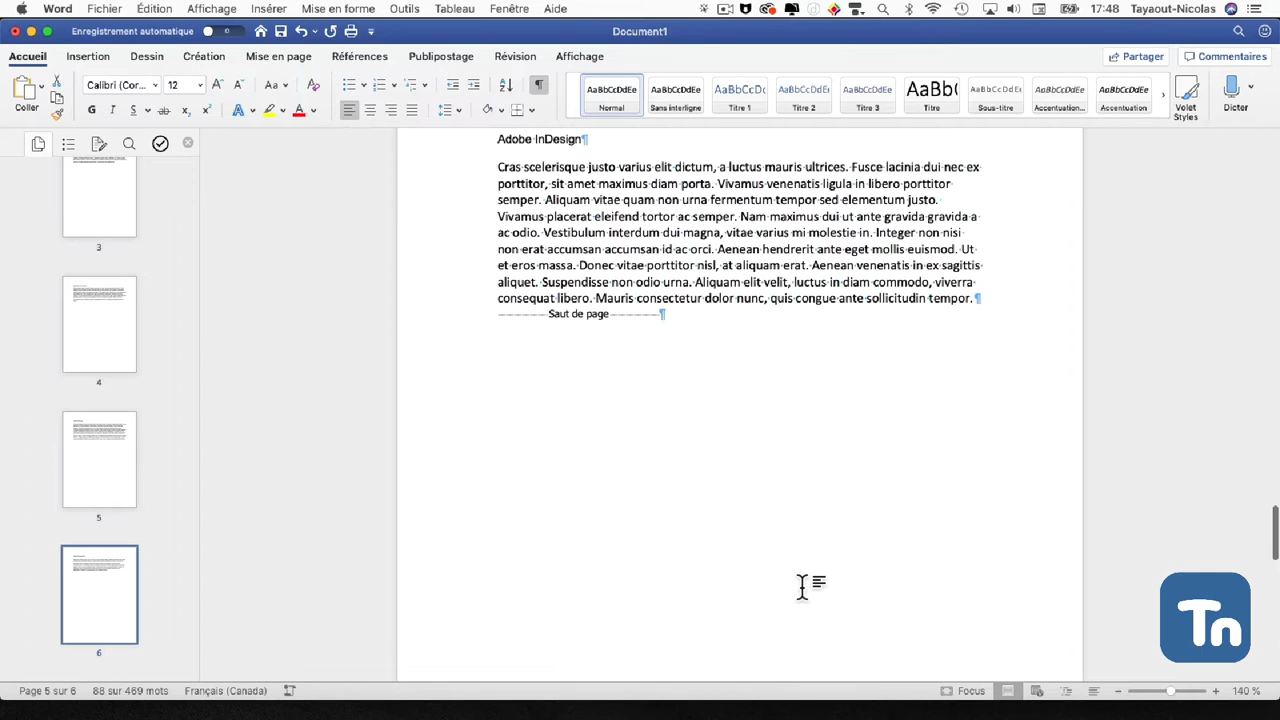 Word Fichier Édition Affichage Insérer Mise en forme Outils Tableau Fenêtre Aide 17:48 Tayaout-Nicolas
Enregistrement automatique Document1
Accueil Insertion Dessin Création Mise en page Références Publipostage Révision Affichage Partager Commentaires
Coller Calibri (Cor... 12 Aa
AaBbCcDdEe AaBbCcDdEe AaBbCcDc AaBbCcDdEe AaBbCcDdEe AaBbC AaBbCcDdEe AaBbCcDdEe AaBbCcDdEe
Normal Sans interligne Titre 1 Titre 2 Titre 3 Titre Sous-titre Accentuation... Accentuation Volet Styles Dicter
Adobe InDesign¶
Cras scelerisque justo varius elit dictum, a luctus mauris ultrices. Fusce lacinia dui nec ex
porttitor, sit amet maximus diam porta. Vivamus venenatis ligula in libero porttitor
semper. Aliquam vitae quam non urna fermentum tempor sed elementum justo.
Vivamus placerat eleifend tortor ac semper. Nam maximus dui ut ante gravida gravida a
ac odio. Vestibulum interdum dui magna, vitae varius mi molestie in. Integer non nisi
non erat accumsan accumsan id ac orci. Aenean hendrerit ante eget mollis euismod. Ut
et eros massa. Donec vitae porttitor nisl, at aliquam erat. Aenean venenatis in ex sagittis
aliquet. Suspendisse non odio urna. Aliquam elit velit, luctus in diam commodo, viverra
consequat libero. Mauris consectetur dolor nunc, quis congue ante sollicitudin tempor.¶
Saut de page¶
3
4
5
6
Tn
Page 5 sur 6 88 sur 469 mots Français (Canada) Focus 140 %